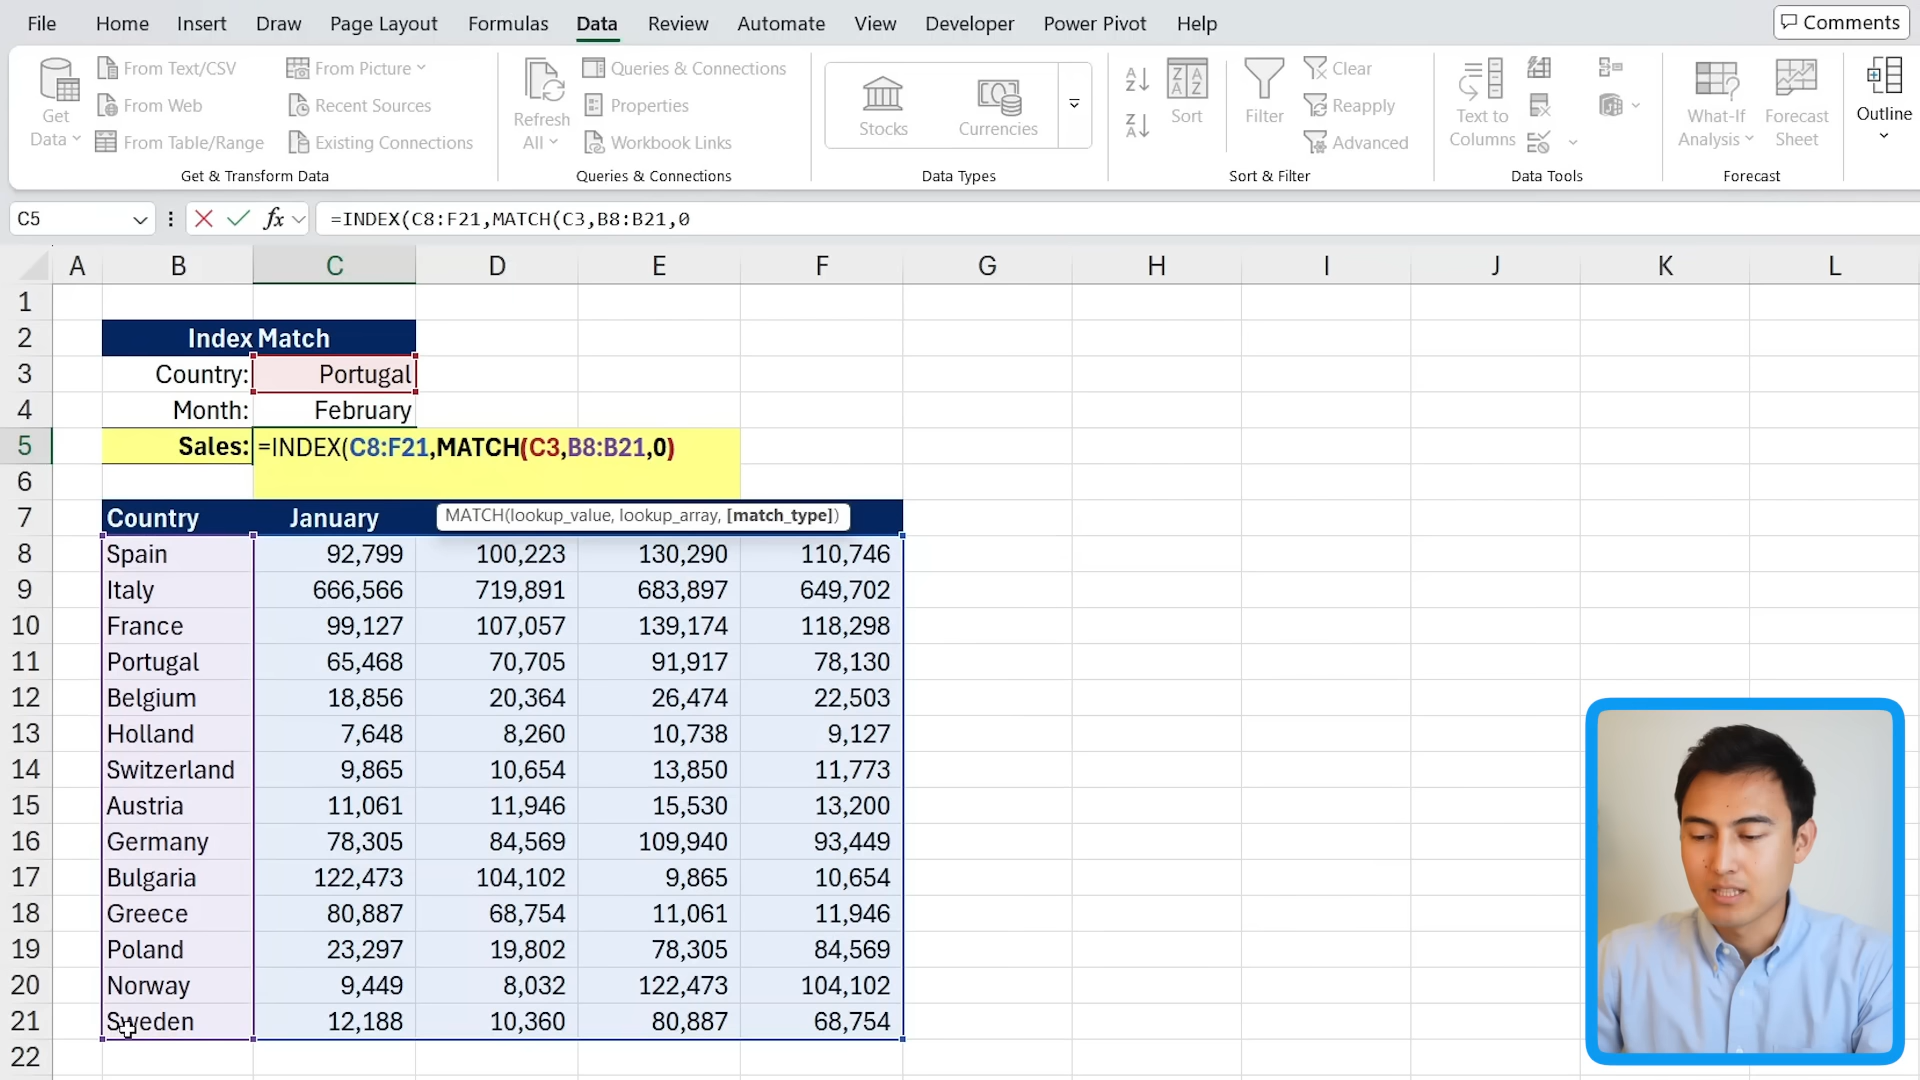 File Home Insert Draw Page Layout Formulas Data Review Automate View Developer Power Pivot Help Comments
Get Data
From Text/CSV
From Web
From Table/Range
From Picture
Recent Sources
Existing Connections
Get & Transform Data
Refresh All
Queries & Connections
Properties
Workbook Links
Queries & Connections
Stocks
Currencies
Data Types
Sort
Filter
Clear
Reapply
Advanced
Sort & Filter
Text to Columns
Data Tools
What-If Analysis
Forecast Sheet
Forecast
Outline
C5 fx =INDEX(C8:F21,MATCH(C3,B8:B21,0
A B C D E F G H I J K L
1
2 Index Match
3 Country: Portugal
4 Month: February
5 Sales: =INDEX(C8:F21,MATCH(C3,B8:B21,0)
6
7 Country January MATCH(lookup_value, lookup_array, [match_type])
8 Spain 92,799 100,223 130,290 110,746
9 Italy 666,566 719,891 683,897 649,702
10 France 99,127 107,057 139,174 118,298
11 Portugal 65,468 70,705 91,917 78,130
12 Belgium 18,856 20,364 26,474 22,503
13 Holland 7,648 8,260 10,738 9,127
14 Switzerland 9,865 10,654 13,850 11,773
15 Austria 11,061 11,946 15,530 13,200
16 Germany 78,305 84,569 109,940 93,449
17 Bulgaria 122,473 104,102 9,865 10,654
18 Greece 80,887 68,754 11,061 11,946
19 Poland 23,297 19,802 78,305 84,569
20 Norway 9,449 8,032 122,473 104,102
21 Sweden 12,188 10,360 80,887 68,754
22